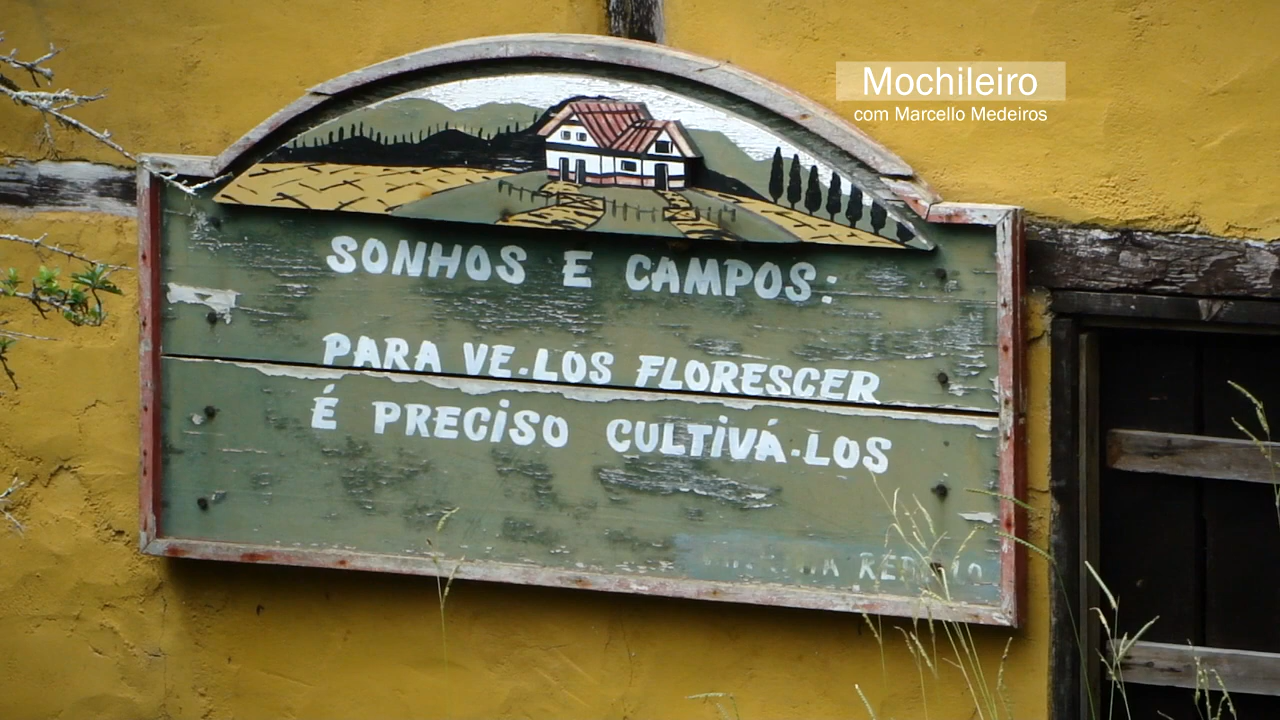 Mochileiro
com Marcello Medeiros
SONHOS E CAMPOS:
PARA VE-LOS FLORESCER
É PRECISO CULTIVÁ-LOS